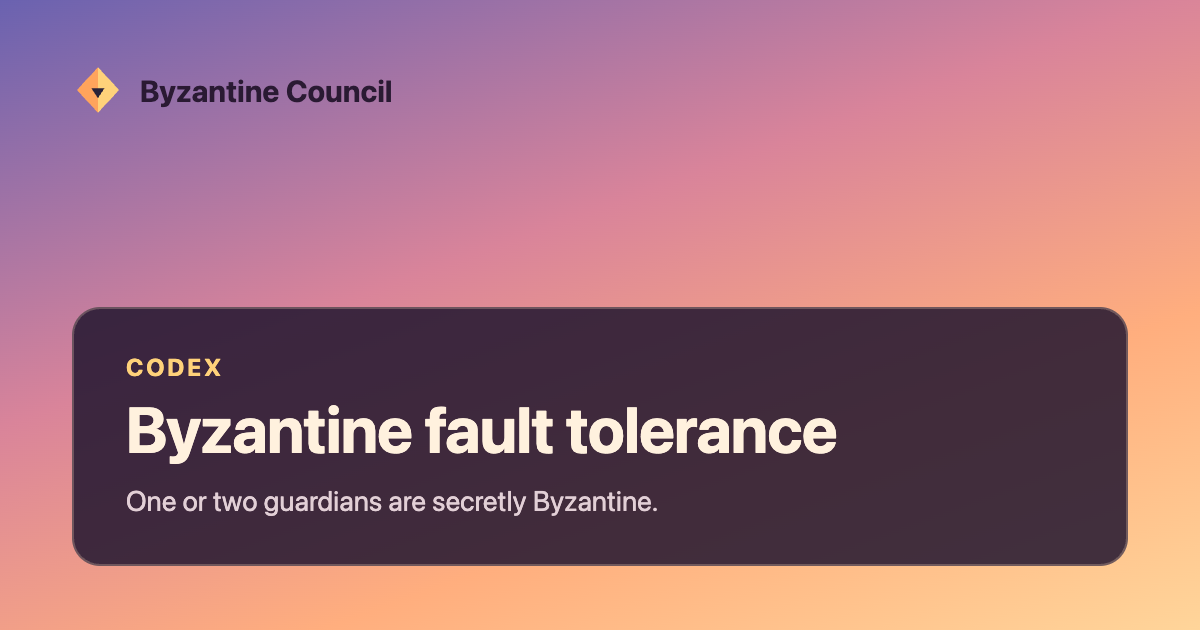 Byzantine Council
CODEX
Byzantine fault tolerance
One or two guardians are secretly Byzantine.